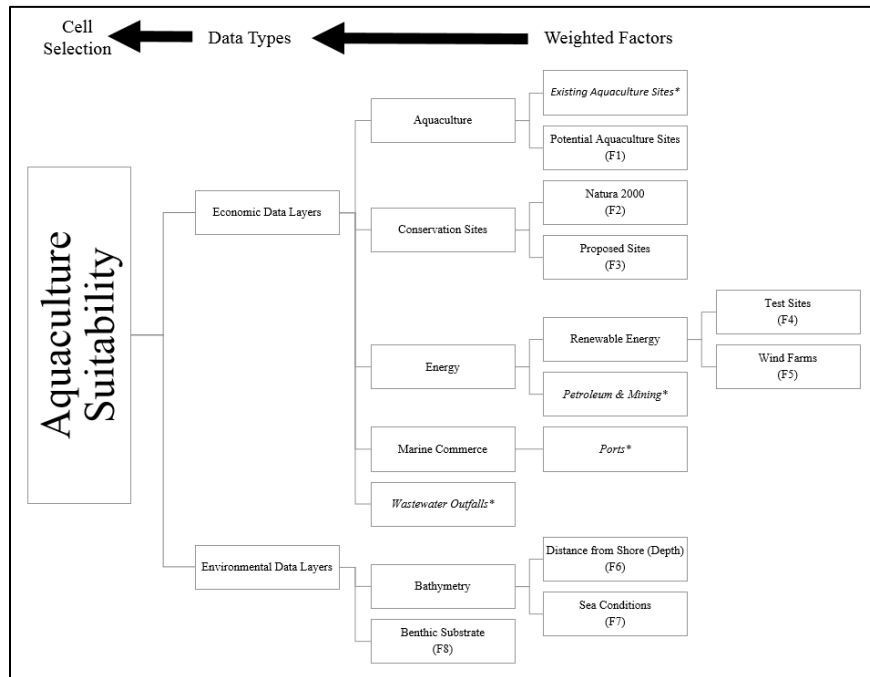 Cell
Selection
Data Types
Weighted Factors
Existing Aquaculture Sites*
Aquaculture
Potential Aquaculture Sites
(F1)
Natura 2000
(F2)
Economic Data Layers
Conservation Sites
Proposed Sites
(F3)
Aquaculture
Suitability
Test Sites
(F4)
Renewable Energy
Wind Farms
(F5)
Energy
Petroleum & Mining*
Marine Commerce
Ports*
Wastewater Outfalls*
Distance from Shore (Depth)
(F6)
Environmental Data Layers
Bathymetry
Sea Conditions
(F7)
Benthic Substrate
(F8)